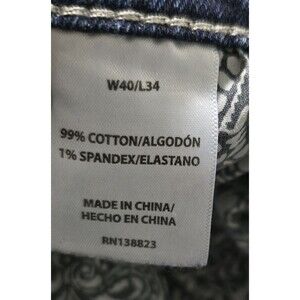 W40/L34
99% COTTON/ALGODÓN
1% SPANDEX/ELASTANO
MADE IN CHINA/
HECHO EN CHINA
RN138823